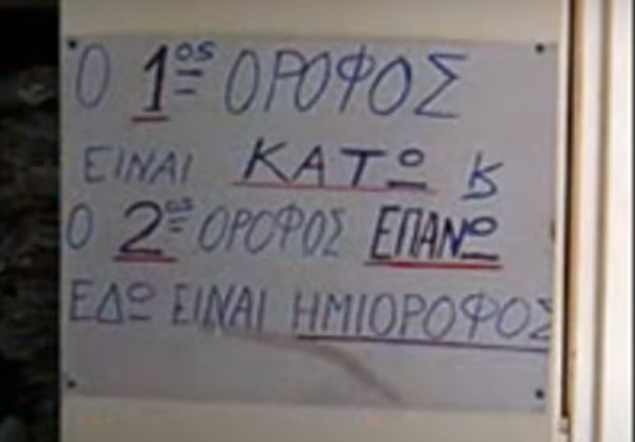 Ο 1ος ΟΡΟΦΟΣ
ΕΙΝΑΙ ΚΑΤΩ ϗ
Ο 2ος ΟΡΟΦΟΣ ΕΠΑΝΩ
ΕΔΩ ΕΙΝΑΙ ΗΜΙΟΡΟΦΟΣ